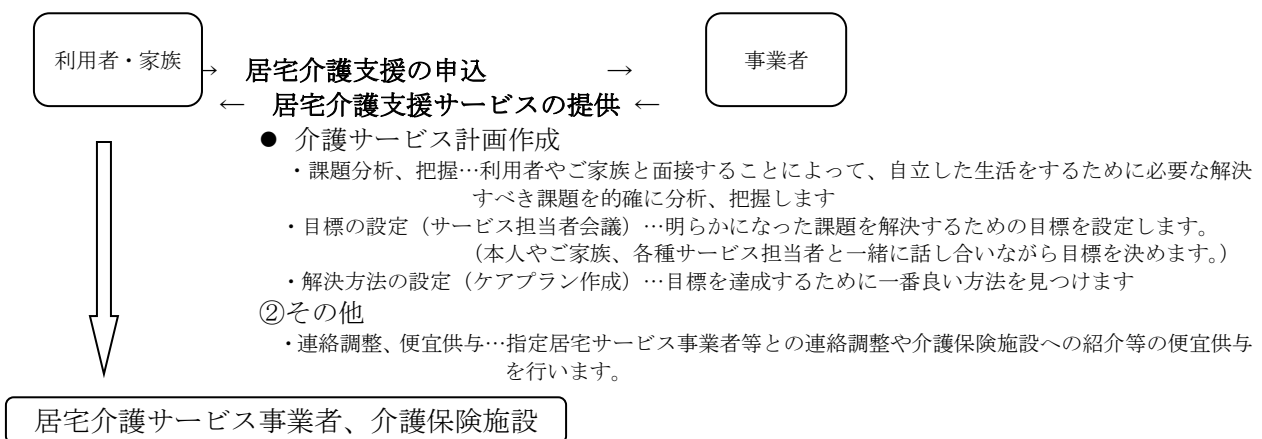 利用者・家族
事業者
→ 居宅介護支援の申込 →
← 居宅介護支援サービスの提供 ←
● 介護サービス計画作成
・課題分析、把握…利用者やご家族と面接することによって、自立した生活をするために必要な解決
すべき課題を的確に分析、把握します
・目標の設定（サービス担当者会議）…明らかになった課題を解決するための目標を設定します。
（本人やご家族、各種サービス担当者と一緒に話し合いながら目標を決めます。）
・解決方法の設定（ケアプラン作成）…目標を達成するために一番良い方法を見つけます
②その他
・連絡調整、便宜供与…指定居宅サービス事業者等との連絡調整や介護保険施設への紹介等の便宜供与
を行います。
居宅介護サービス事業者、介護保険施設